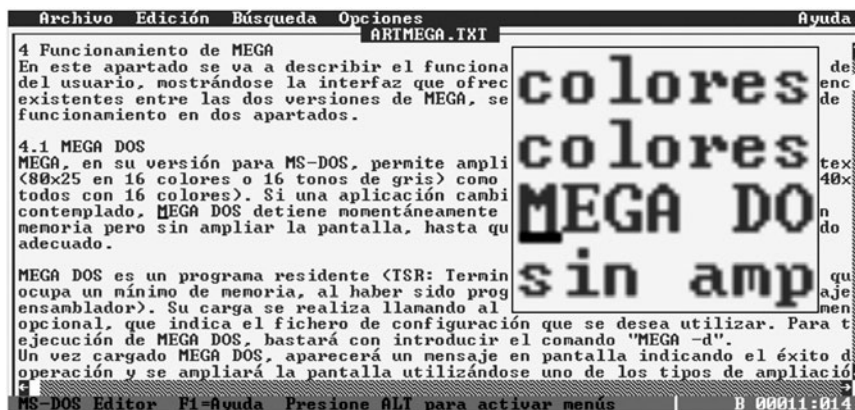 Archivo Edición Búsqueda Opciones Ayuda
ARTMEGA.TXT
4 Funcionamiento de MEGA
En este apartado se va a describir el funciona de
del usuario, mostrándose la interfaz que ofrec enc
existentes entre las dos versiones de MEGA, se de
funcionamiento en dos apartados.
4.1 MEGA DOS
MEGA, en su versión para MS-DOS, permite ampli tex
(80x25 en 16 colores o 16 tonos de gris) como 40x
todos con 16 colores). Si una aplicación cambi
contemplado, MEGA DOS detiene momentáneamente n
memoria pero sin ampliar la pantalla, hasta qu do
adecuado.
MEGA DOS es un programa residente (TSR: Termin qu
ocupa un mínimo de memoria, al haber sido prog aje
ensamblador). Su carga se realiza llamando al men
opcional, que indica el fichero de configuración que se desea utilizar. Para t
ejecución de MEGA DOS, bastará con introducir el comando "MEGA -d".
Un vez cargado MEGA DOS, aparecerá un mensaje en pantalla indicando el éxito d
operación y se ampliará la pantalla utilizándose uno de los tipos de ampliació
colores
colores
MEGA DO
sin amp
MS-DOS Editor F1=Ayuda Presione ALT para activar menús B 00011:014